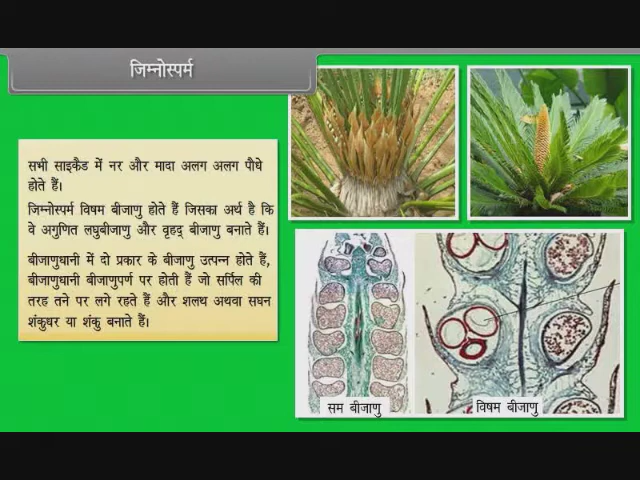 जिम्नोस्पर्म
सभी साइकैड में नर और मादा अलग अलग पौधे
होते हैं।
जिम्नोस्पर्म विषम बीजाणु होते हैं जिसका अर्थ है कि
वे अगुणित लघुबीजाणु और वृहद् बीजाणु बनाते हैं।
बीजाणुधानी में दो प्रकार के बीजाणु उत्पन्न होते हैं,
बीजाणुधानी बीजाणुपर्ण पर होती हैं जो सर्पिल की
तरह तने पर लगे रहते हैं और शलथ अथवा सघन
शंकुधर या शंकु बनाते हैं।
सम बीजाणु
विषम बीजाणु